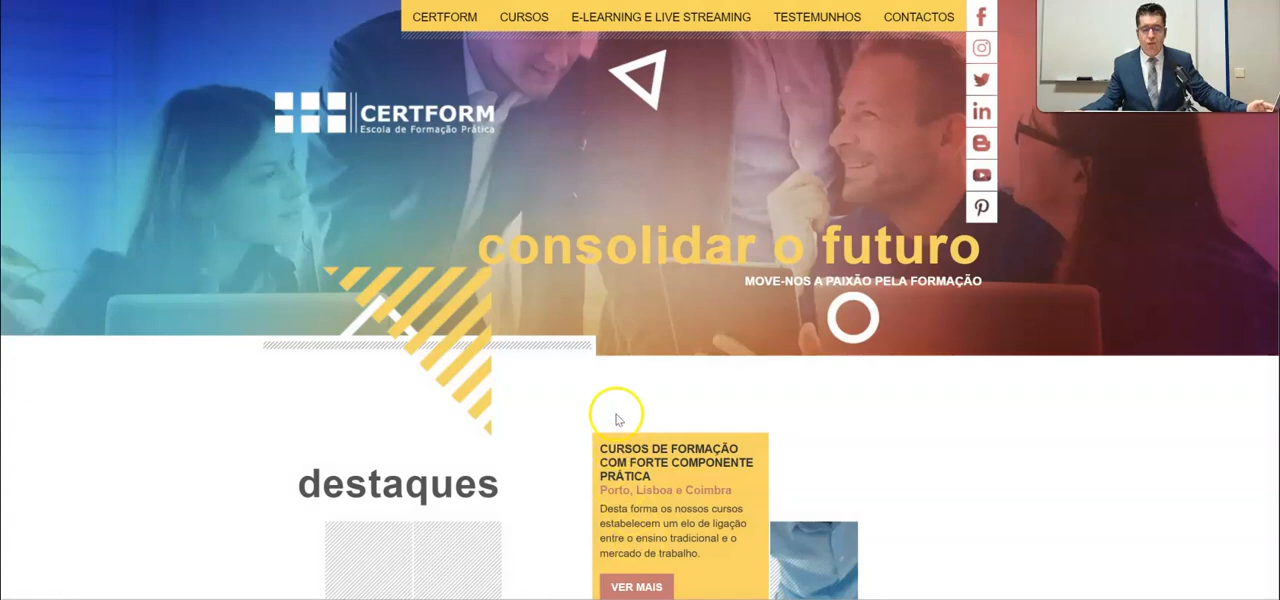 CERTFORM CURSOS E-LEARNING E LIVE STREAMING TESTEMUNHOS CONTACTOS
CERTFORM
Escola de Formação Prática
consolidar o futuro
MOVE-NOS A PAIXÃO PELA FORMAÇÃO
destaques
CURSOS DE FORMAÇÃO
COM FORTE COMPONENTE
PRÁTICA
Porto, Lisboa e Coimbra
Desta forma os nossos cursos
estabelecem um elo de ligação
entre o ensino tradicional e o
mercado de trabalho.
VER MAIS